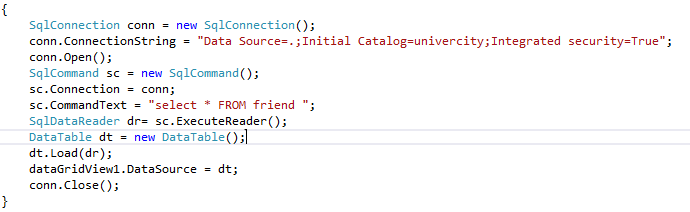 {
SqlConnection conn = new SqlConnection();
conn.ConnectionString = "Data Source=.;Initial Catalog=univercity;Integrated security=True";
conn.Open();
SqlCommand sc = new SqlCommand();
sc.Connection = conn;
sc.CommandText = "select * FROM friend ";
SqlDataReader dr= sc.ExecuteReader();
DataTable dt = new DataTable();
dt.Load(dr);
dataGridView1.DataSource = dt;
conn.Close();
}